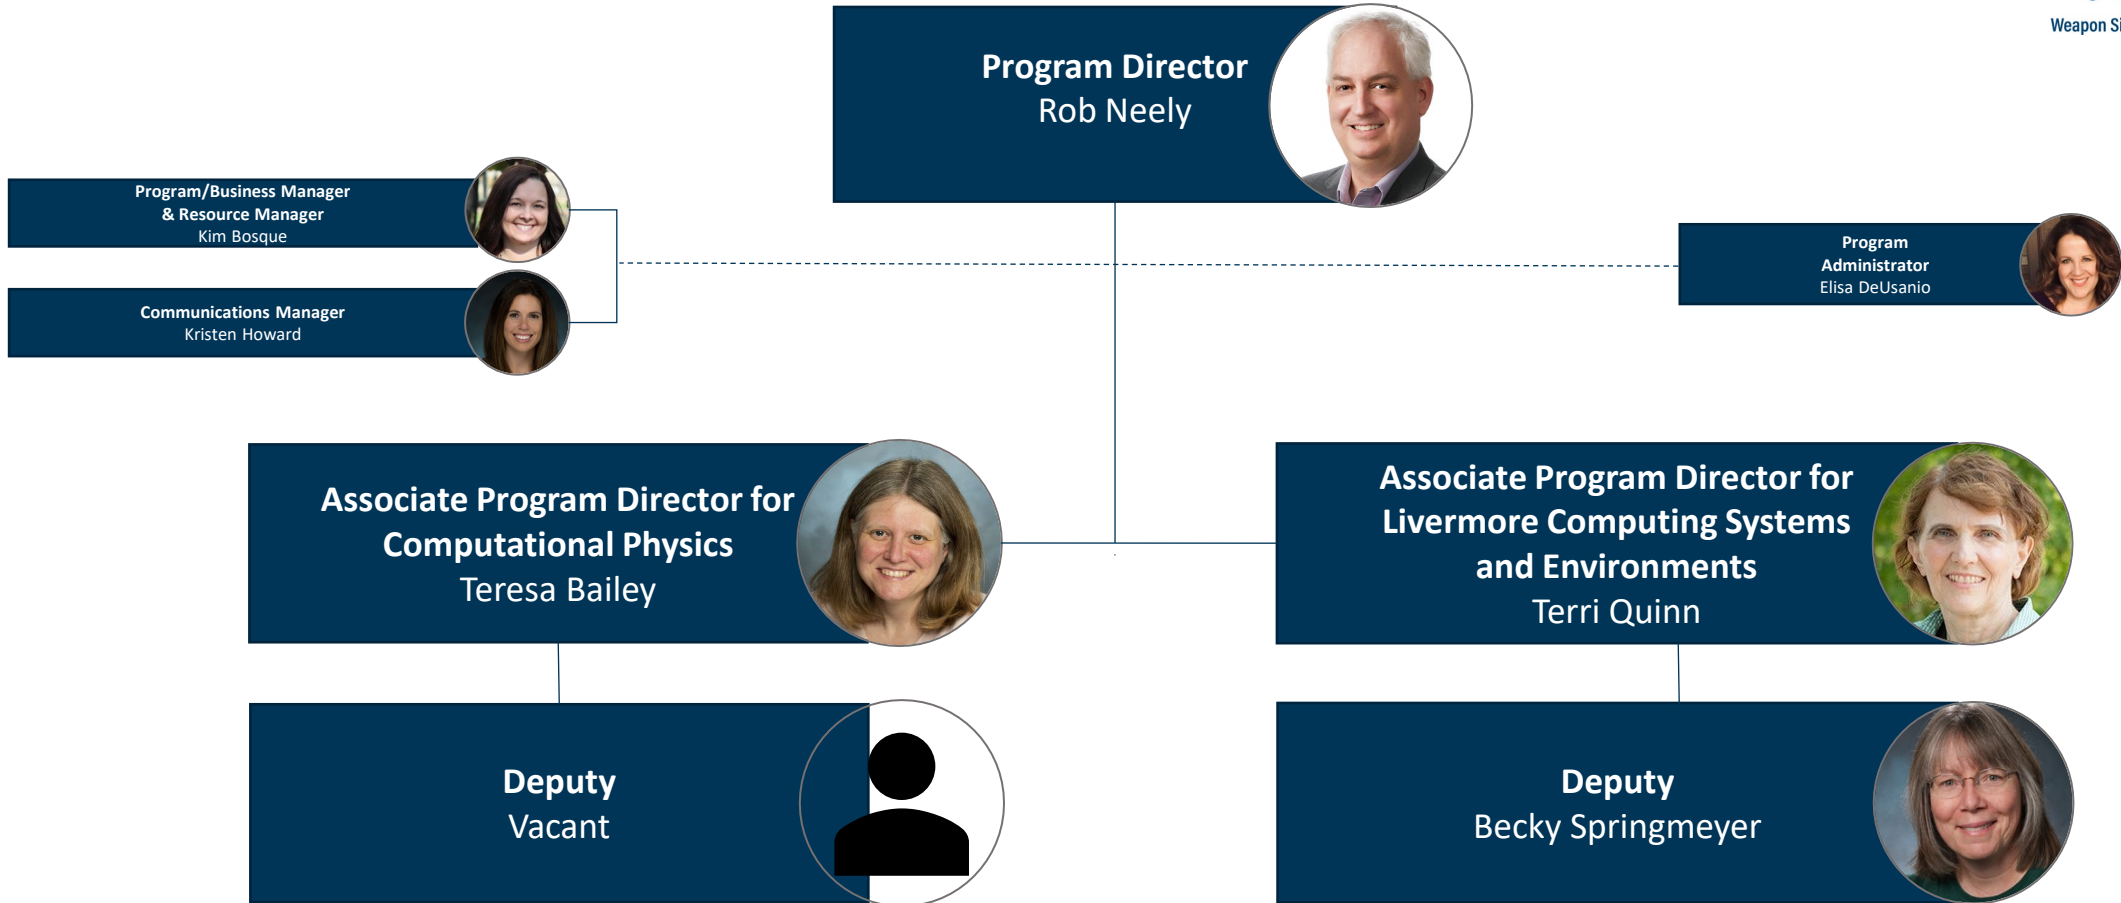 Weapon Si
Program Director
Rob Neely
Program/Business Manager
& Resource Manager
Kim Bosque
Communications Manager
Kristen Howard
Program
Administrator
Elisa DeUsanio
Associate Program Director for
Computational Physics
Teresa Bailey
Associate Program Director for
Livermore Computing Systems
and Environments
Terri Quinn
Deputy
Vacant
Deputy
Becky Springmeyer